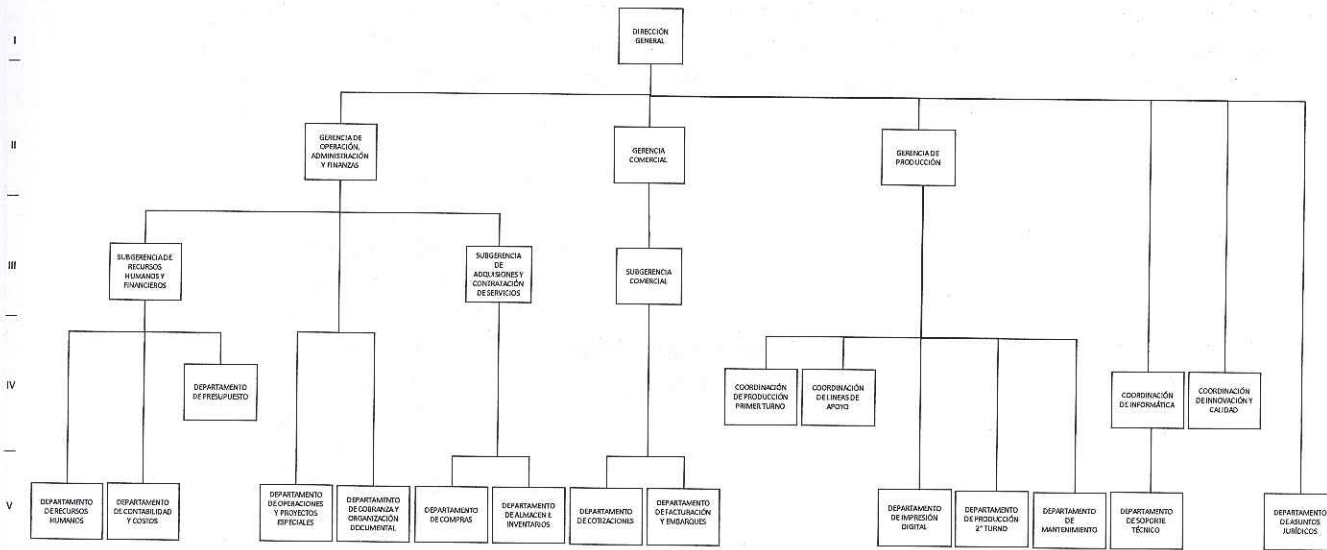 I
DIRECCIÓN
GENERAL
II
GERENCIA DE
OPERACIÓN,
ADMINISTRACIÓN
Y FINANZAS
GERENCIA
COMERCIAL
GERENCIA DE
PRODUCCIÓN
III
SUBGERENCIA DE
RECURSOS
HUMANOS Y
FINANCIEROS
SUBGERENCIA
DE
ADQUISIONES Y
CONTRATACIÓN
DE SERVICIOS
SUBGERENCIA
COMERCIAL
IV
DEPARTAMENTO
DE PRESUPUESTO
COORDINACIÓN
DE PRODUCCIÓN
PRIMER TURNO
COORDINACIÓN
DE LINEAS DE
APOYO
COORDINACIÓN
DE INFORMÁTICA
COORDINACIÓN
DE INNOVACIÓN Y
CALIDAD
V
DEPARTAMENTO
DE RECURSOS
HUMANOS
DEPARTAMENTO
DE CONTABILIDAD
Y COSTOS
DEPARTAMENTO
DE OPERACIONES
Y PROYECTOS
ESPECIALES
DEPARTAMENTO
DE COBRANZA Y
ORGANIZACIÓN
DOCUMENTAL
DEPARTAMENTO
DE COMPRAS
DEPARTAMENTO
DE ALMACEN E
INVENTARIOS
DEPARTAMENTO
DE COTIZACIONES
DEPARTAMENTO
DE FACTURACIÓN
Y EMBARQUES
DEPARTAMENTO
DE IMPRESIÓN
DIGITAL
DEPARTAMENTO
DE PRODUCCIÓN
2° TURNO
DEPARTAMENTO
DE
MANTENIMIENTO
DEPARTAMENTO
DE SOPORTE
TÉCNICO
DEPARTAMENTO
DE ASUNTOS
JURÍDICOS